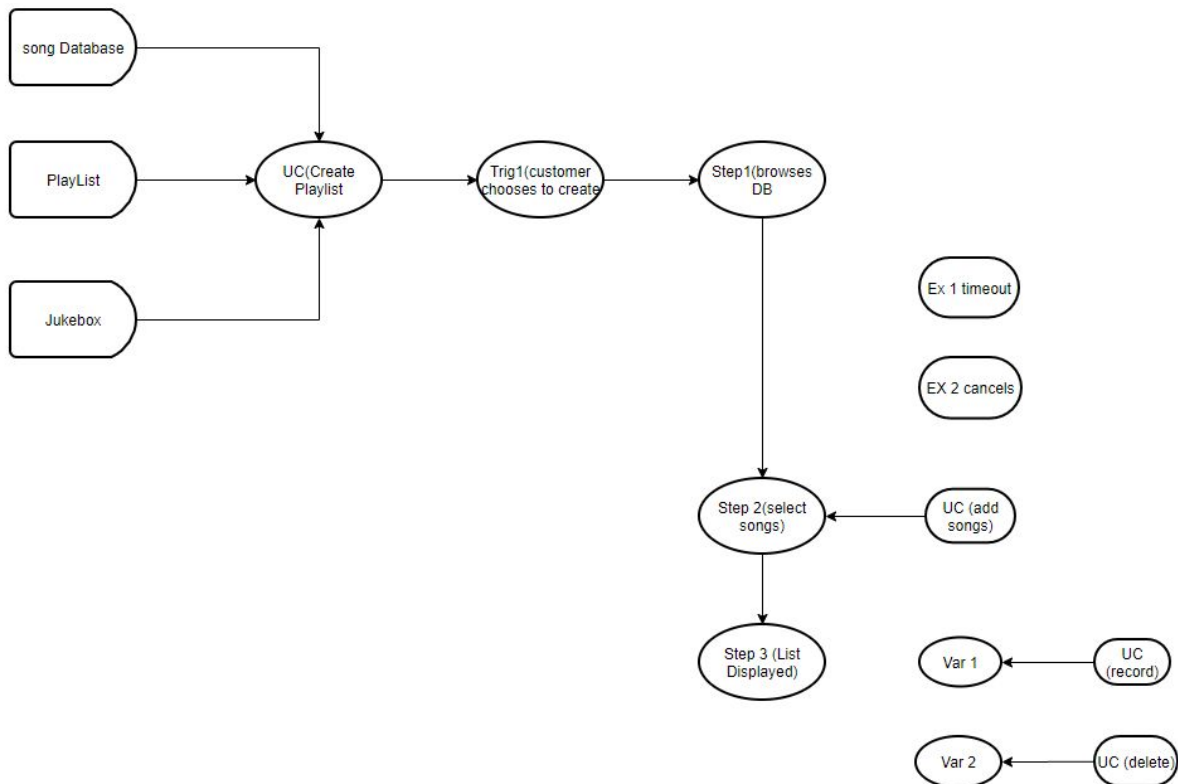 song Database
PlayList
UC(Create
Playlist
Trig1(customer
chooses to create
Step1(browses
DB
Jukebox
Ex 1 timeout
EX 2 cancels
Step 2(select
songs)
UC (add
songs)
Step 3 (List
Displayed)
Var 1
UC
(record)
Var 2
UC (delete)